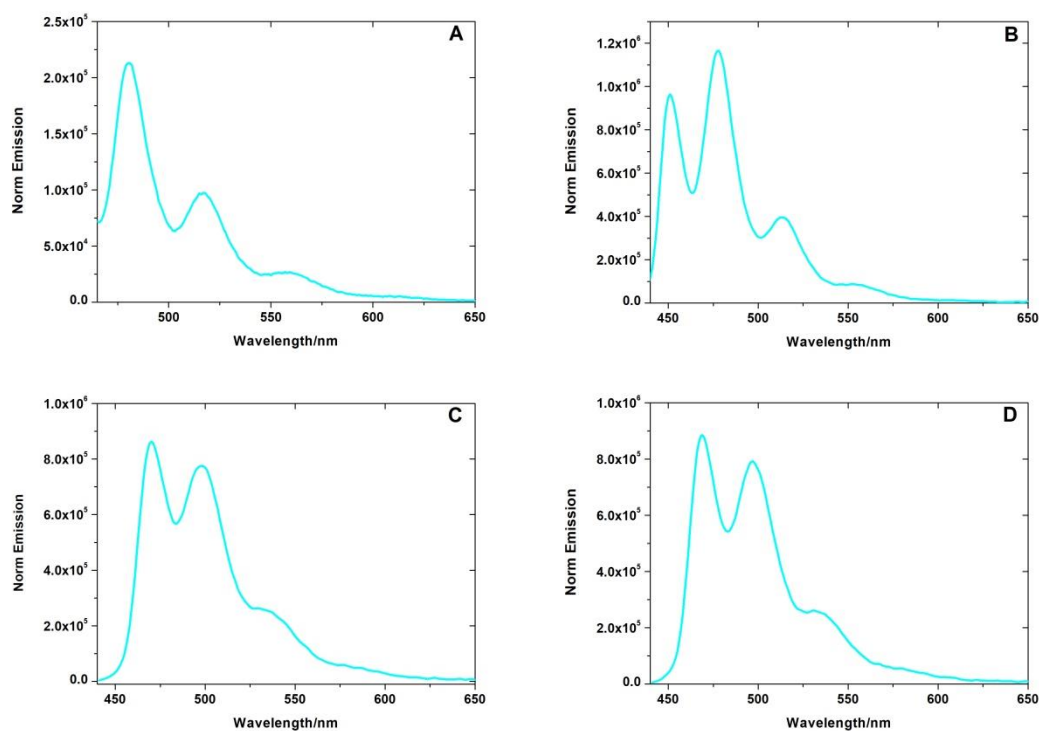 A
Norm Emission
2.5x10⁵
2.0x10⁵
1.5x10⁵
1.0x10⁵
5.0x10⁴
0.0
500
550
600
650
Wavelength/nm
B
Norm Emission
1.2x10⁶
1.0x10⁶
8.0x10⁵
6.0x10⁵
4.0x10⁵
2.0x10⁵
0.0
450
500
550
600
650
Wavelength/nm
C
Norm Emission
1.0x10⁶
8.0x10⁵
6.0x10⁵
4.0x10⁵
2.0x10⁵
0.0
450
500
550
600
650
Wavelength/nm
D
Norm Emission
1.0x10⁶
8.0x10⁵
6.0x10⁵
4.0x10⁵
2.0x10⁵
0.0
450
500
550
600
650
Wavelength/nm